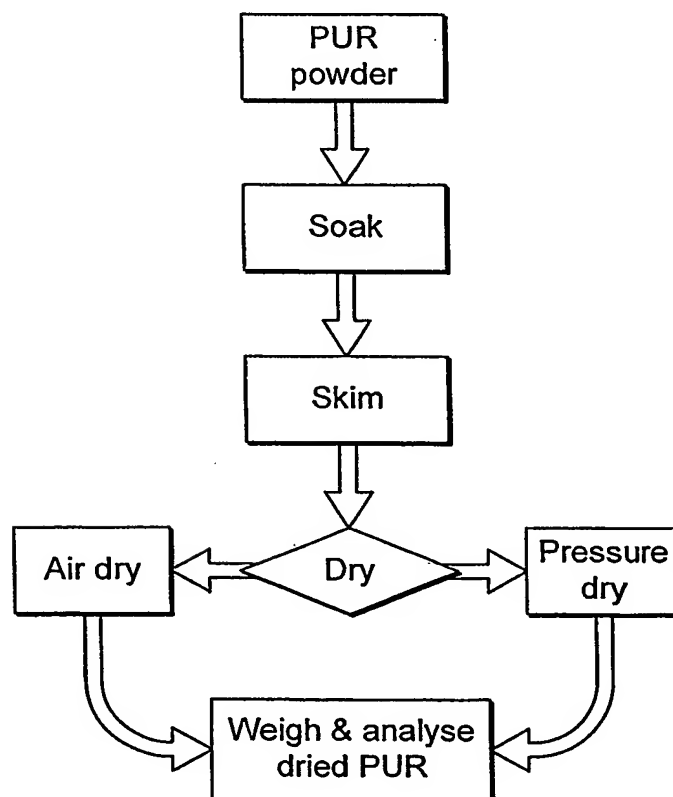 PUR
powder
Soak
Skim
Air dry
Dry
Pressure
dry
Weigh & analyse
dried PUR